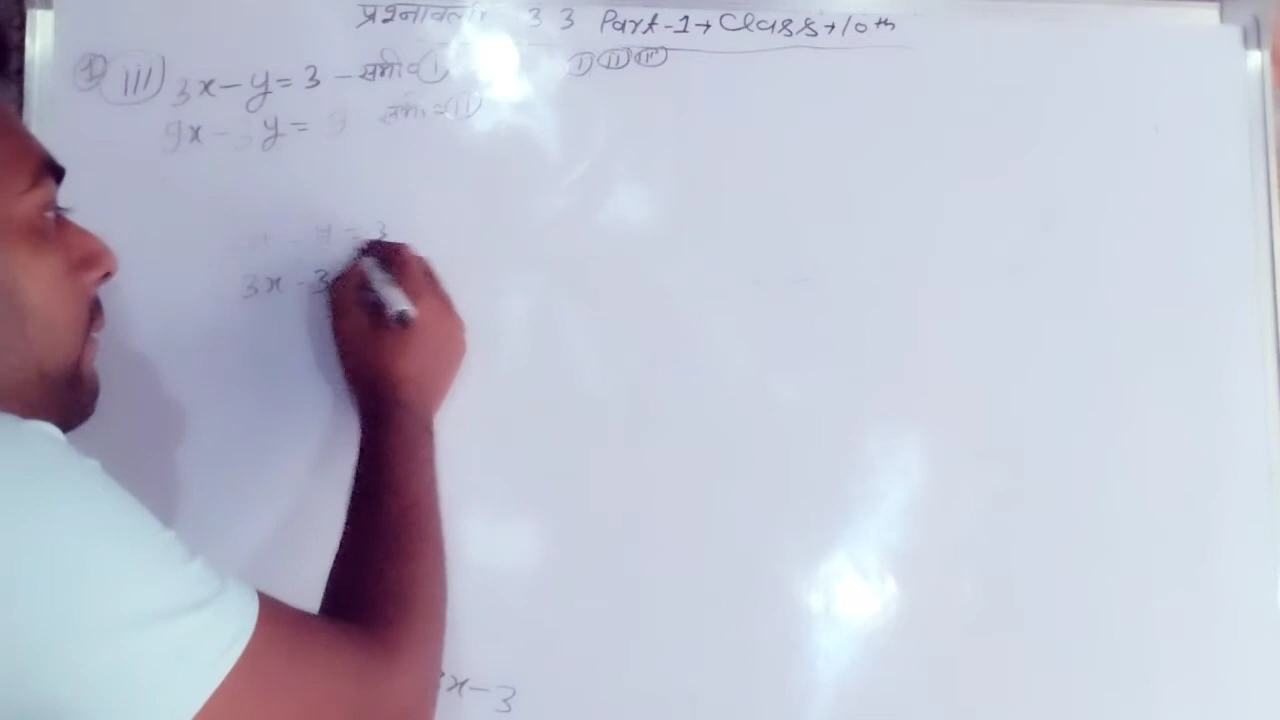 प्रश्नावली 3 3 Part-1→Class→10th
① (iii) 3x-y=3 - समी० (i) (i) (ii) (iii)
9x- y= 9 समी० (ii)
y=3
3x-3
x-3